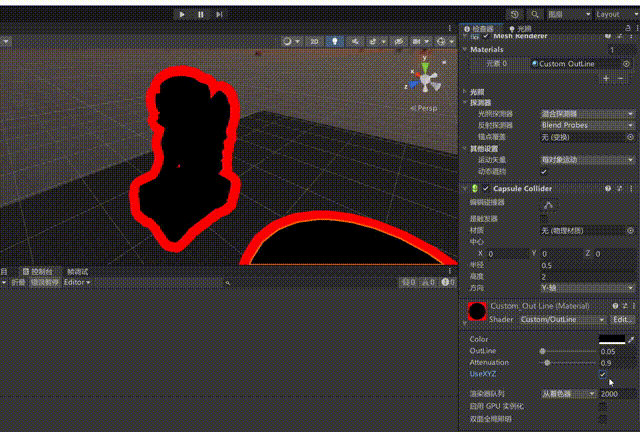 图层 Layout
检查器 光照
Mesh Renderer
Materials 1
元素 0 Custom_OutLine
光照
探测器
光照探测器 混合探测器
反射探测器 Blend Probes
锚点覆盖 无 (变换)
其他设置
运动矢量 每对象运动
动态遮挡
Capsule Collider
编辑碰撞器
是触发器
材质 无 (物理材质)
中心
X 0 Y 0 Z 0
半径 0.5
高度 2
方向 Y-轴
Custom_Out Line (Material)
Shader Custom/OutLine Edit...
Color
OutLine 0.05
Attenuation 0.9
UseXYZ
渲染器队列 从着色器 2000
启用 GPU 实例化
双面全局照明
2D
y
x
z
Persp
目 控制台 帧调试
折叠 错误暂停 Editor
0 0 0